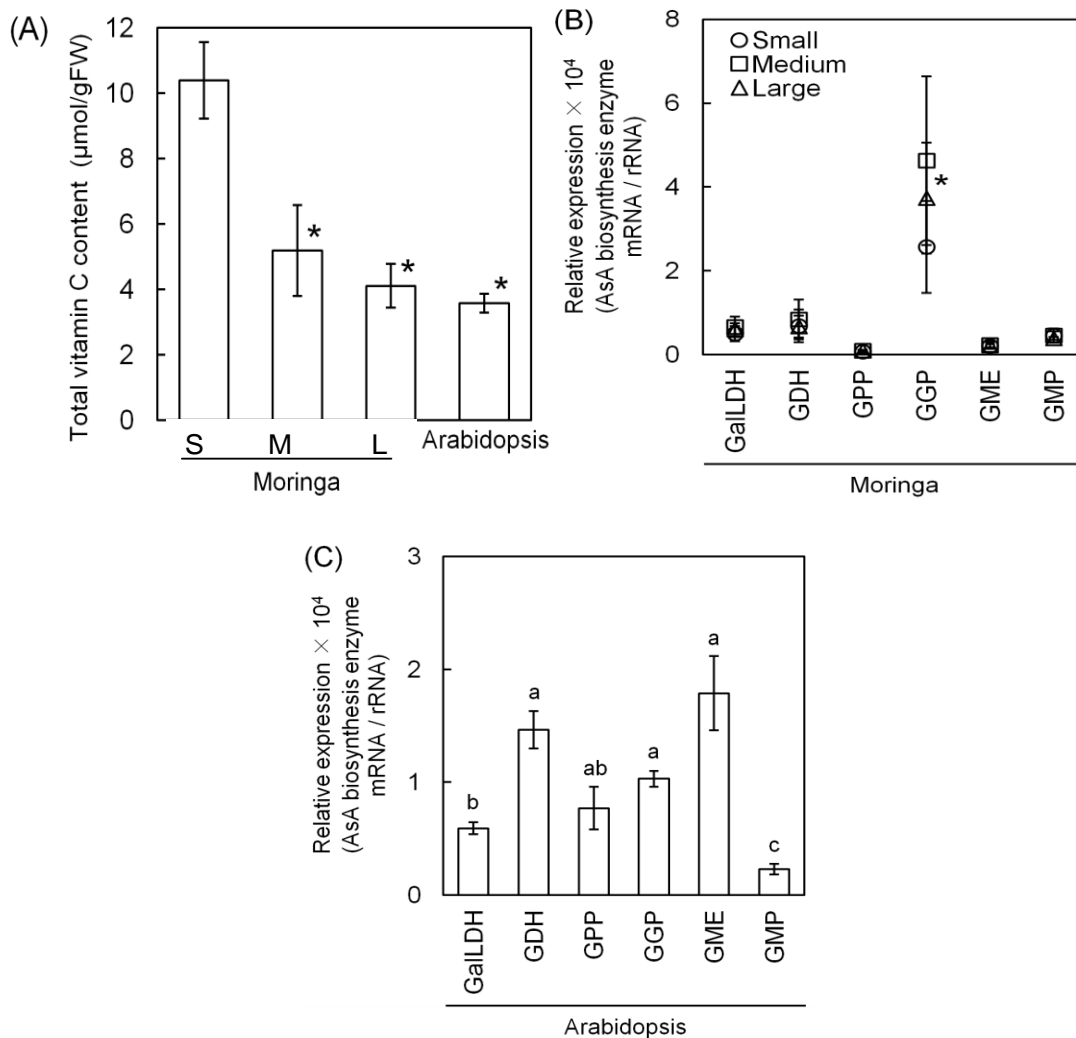 (A)
Total vitamin C content (μmol/gFW)
12
10
8
6
4
2
0
*
*
*
S M L Arabidopsis
Moringa
(B)
Relative expression × 10⁴
(AsA biosynthesis enzyme
mRNA / rRNA)
8
6
4
2
0
Small
Medium
Large
*
GalLDH
GDH
GPP
GGP
GME
GMP
Moringa
(C)
Relative expression × 10⁴
(AsA biosynthesis enzyme
mRNA / rRNA)
3
2
1
0
b
a
ab
a
a
c
GalLDH
GDH
GPP
GGP
GME
GMP
Arabidopsis